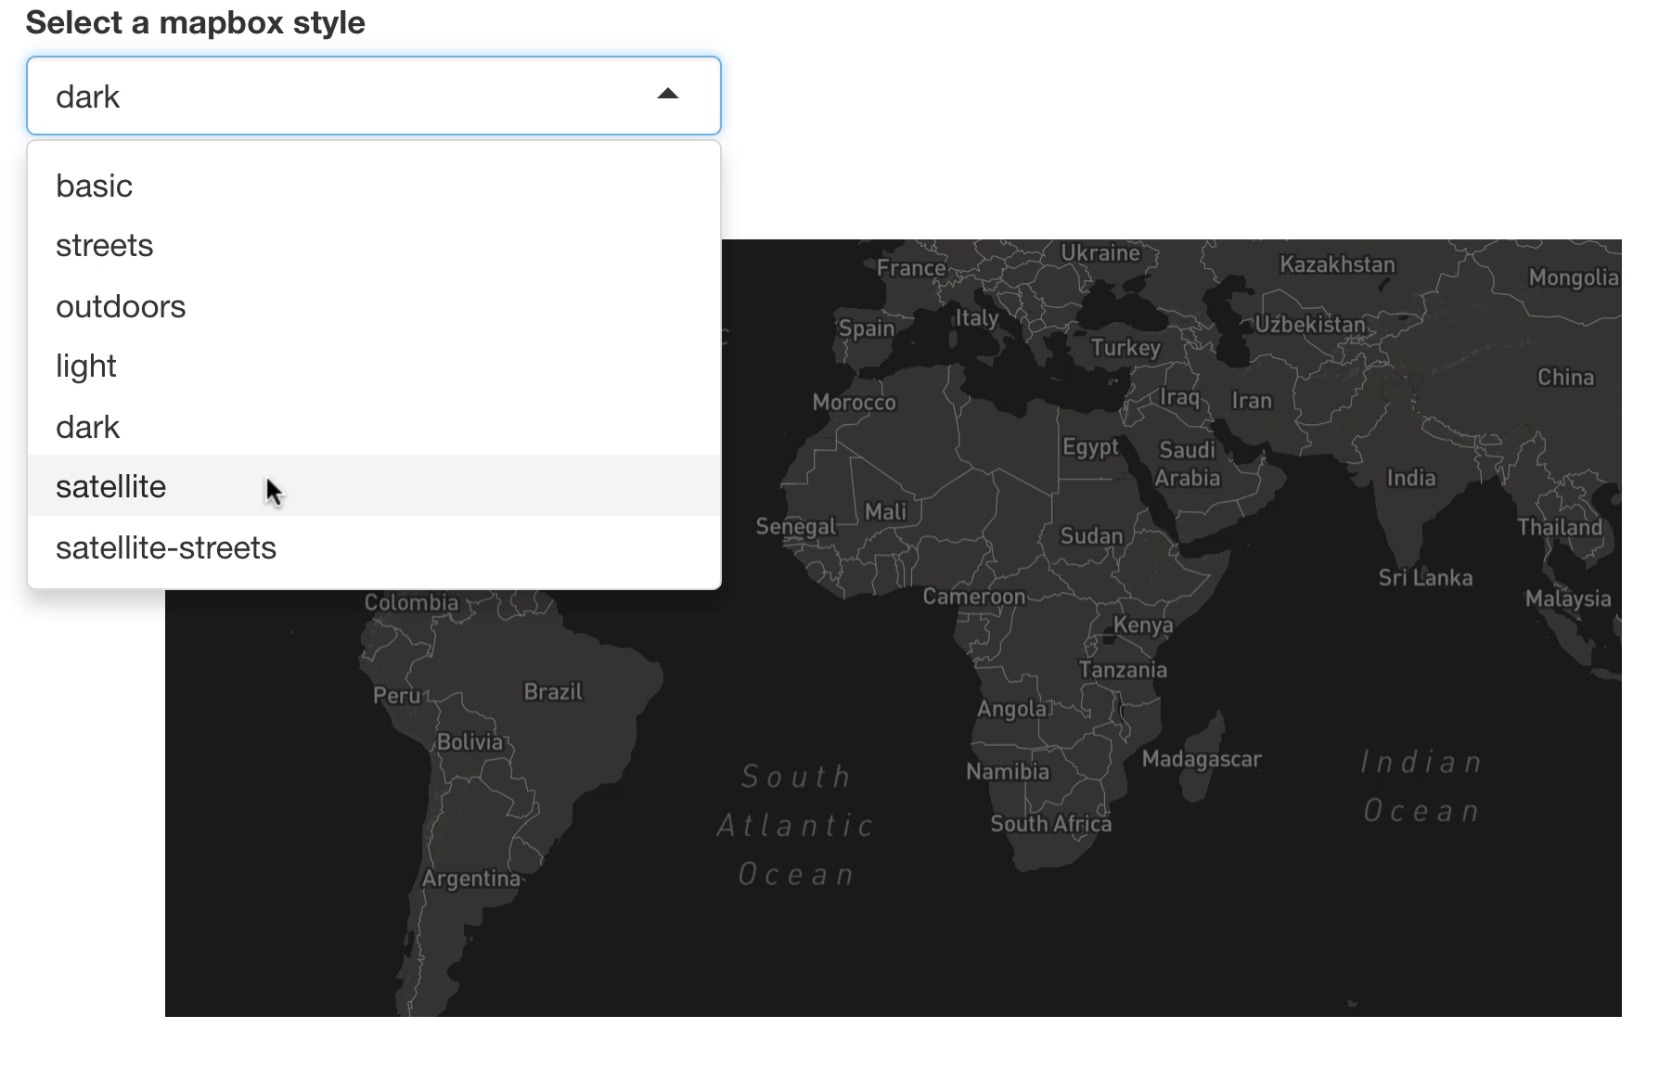 Select a mapbox style
dark
basic
streets
outdoors
light
dark
satellite
satellite-streets
Ukraine
France
Kazakhstan
Mongolia
Italy
Spain
Uzbekistan
Turkey
China
Morocco
Iraq
Iran
Egypt
Saudi
Arabia
India
Mali
Senegal
Sudan
Thailand
Sri Lanka
Cameroon
Malaysia
Colombia
Kenya
Tanzania
Peru
Brazil
Angola
Bolivia
Madagascar
Namibia
South
Atlantic
Ocean
Indian
Ocean
South Africa
Argentina